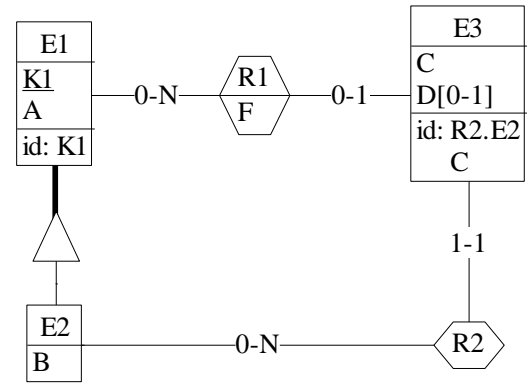 E1
K1
A
id: K1
0-N
R1
F
0-1
E3
C
D[0-1]
id: R2.E2
C
1-1
E2
B
0-N
R2